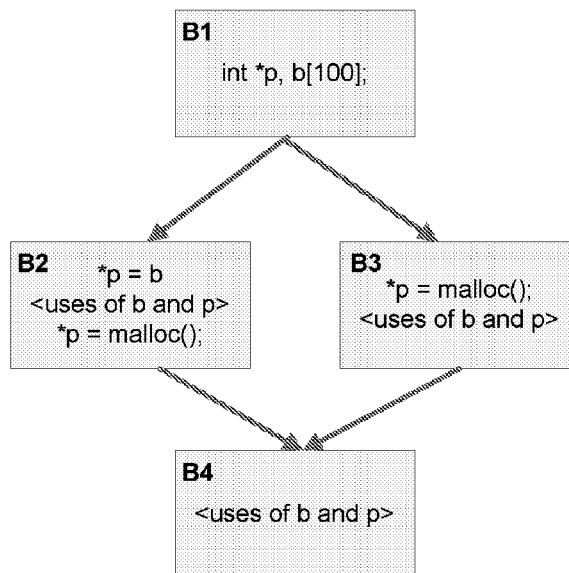 B1
int *p, b[100];
B2
*p = b
<uses of b and p>
*p = malloc();
B3
*p = malloc();
<uses of b and p>
B4
<uses of b and p>